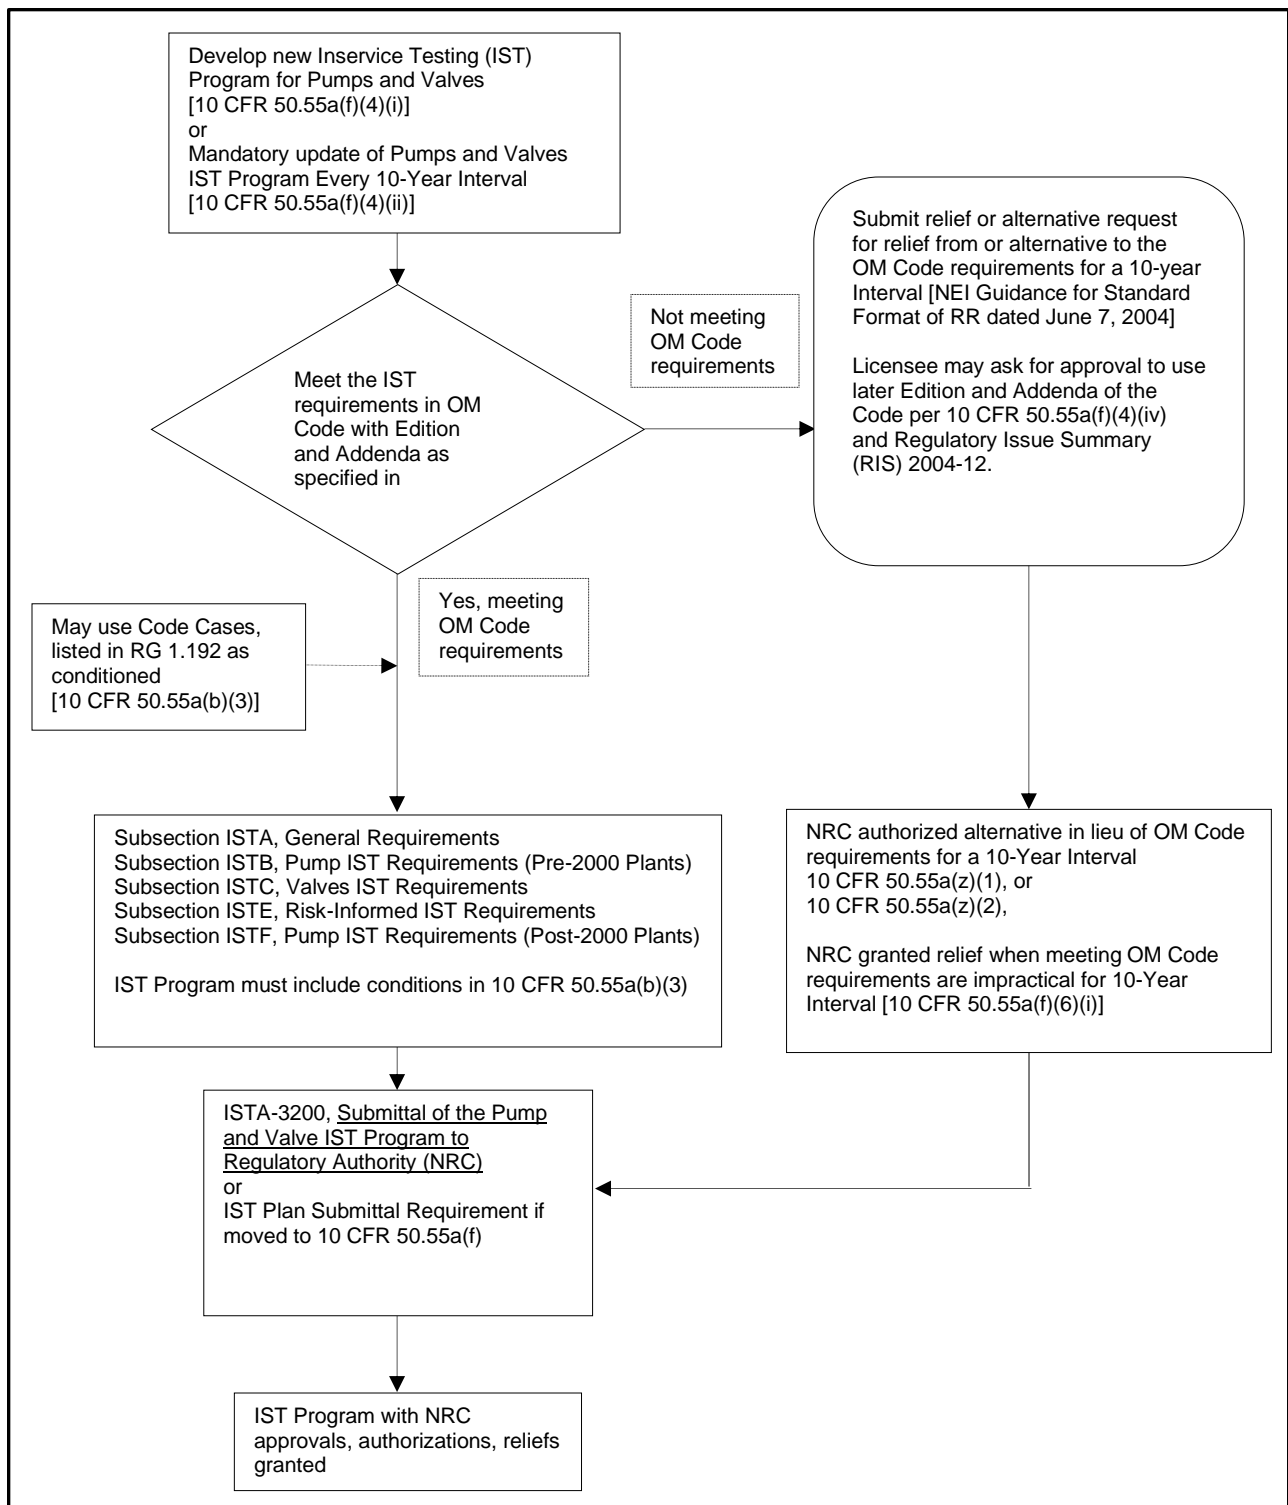 Develop new Inservice Testing (IST)
Program for Pumps and Valves
[10 CFR 50.55a(f)(4)(i)]
or
Mandatory update of Pumps and Valves
IST Program Every 10-Year Interval
[10 CFR 50.55a(f)(4)(ii)]
Meet the IST
requirements in OM
Code with Edition
and Addenda as
specified in
Not meeting
OM Code
requirements
Submit relief or alternative request
for relief from or alternative to the
OM Code requirements for a 10-year
Interval [NEI Guidance for Standard
Format of RR dated June 7, 2004]
Licensee may ask for approval to use
later Edition and Addenda of the
Code per 10 CFR 50.55a(f)(4)(iv)
and Regulatory Issue Summary
(RIS) 2004-12.
Yes, meeting
OM Code
requirements
May use Code Cases,
listed in RG 1.192 as
conditioned
[10 CFR 50.55a(b)(3)]
Subsection ISTA, General Requirements
Subsection ISTB, Pump IST Requirements (Pre-2000 Plants)
Subsection ISTC, Valves IST Requirements
Subsection ISTE, Risk-Informed IST Requirements
Subsection ISTF, Pump IST Requirements (Post-2000 Plants)
IST Program must include conditions in 10 CFR 50.55a(b)(3)
NRC authorized alternative in lieu of OM Code
requirements for a 10-Year Interval
10 CFR 50.55a(z)(1), or
10 CFR 50.55a(z)(2),
NRC granted relief when meeting OM Code
requirements are impractical for 10-Year
Interval [10 CFR 50.55a(f)(6)(i)]
ISTA-3200, Submittal of the Pump
and Valve IST Program to
Regulatory Authority (NRC)
or
IST Plan Submittal Requirement if
moved to 10 CFR 50.55a(f)
IST Program with NRC
approvals, authorizations, reliefs
granted